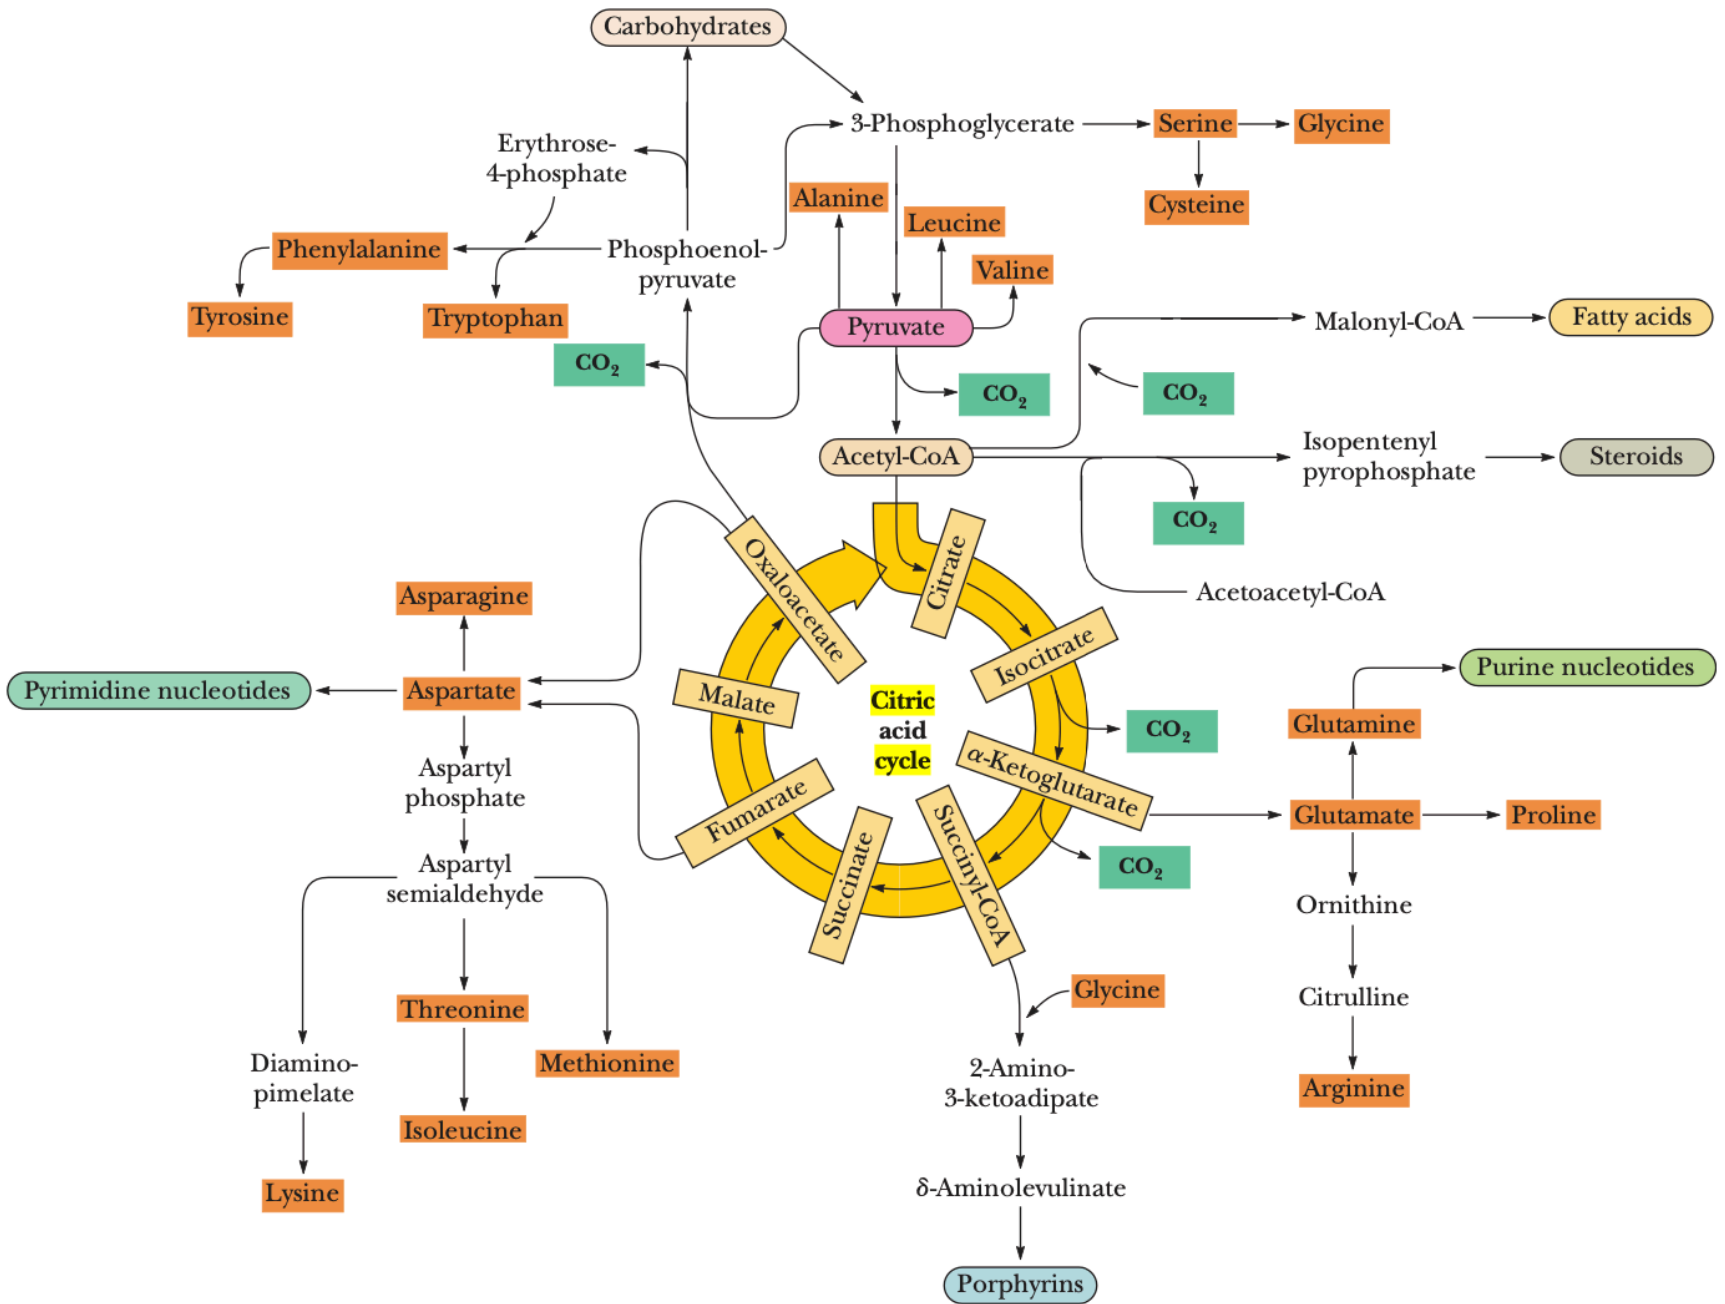 Carbohydrates
3-Phosphoglycerate
Serine
Glycine
Erythrose-
4-phosphate
Alanine
Cysteine
Leucine
Phenylalanine
Phosphoenol-
pyruvate
Valine
Tyrosine
Tryptophan
Pyruvate
Malonyl-CoA
Fatty acids
CO₂
CO₂
CO₂
Acetyl-CoA
Isopentenyl
pyrophosphate
Steroids
CO₂
Citrate
Oxaloacetate
Asparagine
Acetoacetyl-CoA
Isocitrate
Purine nucleotides
Pyrimidine nucleotides
Aspartate
Malate
Citric
acid
cycle
CO₂
Glutamine
Aspartyl
phosphate
α-Ketoglutarate
Fumarate
Glutamate
Proline
CO₂
Succinate
Succinyl-CoA
Aspartyl
semialdehyde
Ornithine
Threonine
Glycine
Citrulline
Diamino-
pimelate
Methionine
2-Amino-
3-ketoadipate
Arginine
Isoleucine
Lysine
δ-Aminolevulinate
Porphyrins